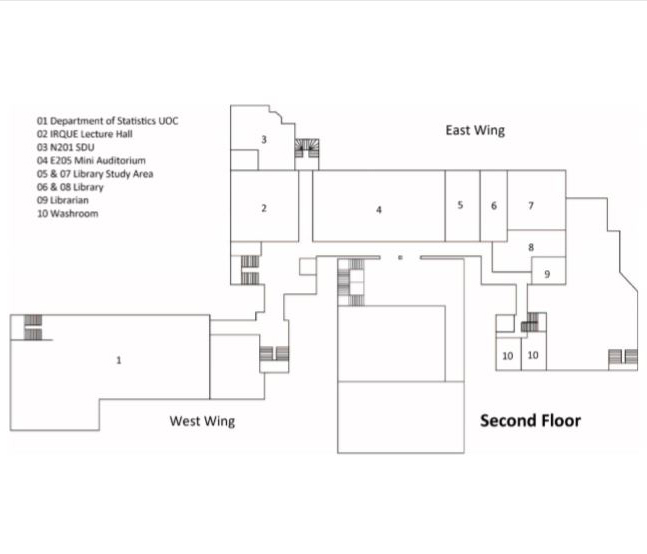 01 Department of Statistics UOC
02 IRQUE Lecture Hall
03 N201 SDU
04 E205 Mini Auditorium
05 & 07 Library Study Area
06 & 08 Library
09 Librarian
10 Washroom
East Wing
3
2
4
5
6
7
8
9
1
10
10
West Wing
Second Floor